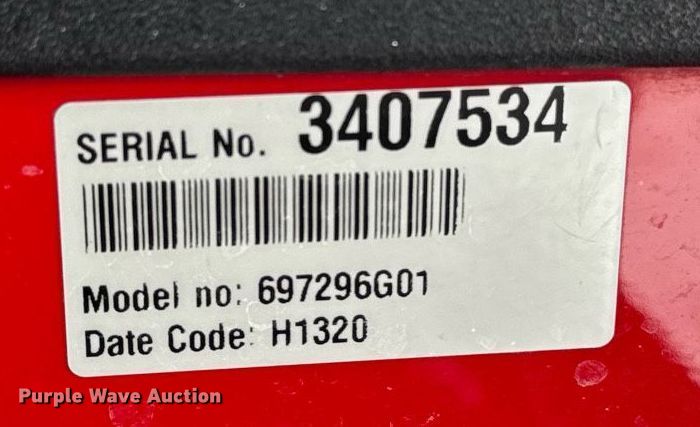 SERIAL No. 3407534
Model no: 697296G01
Date Code: H1320
Purple Wave Auction